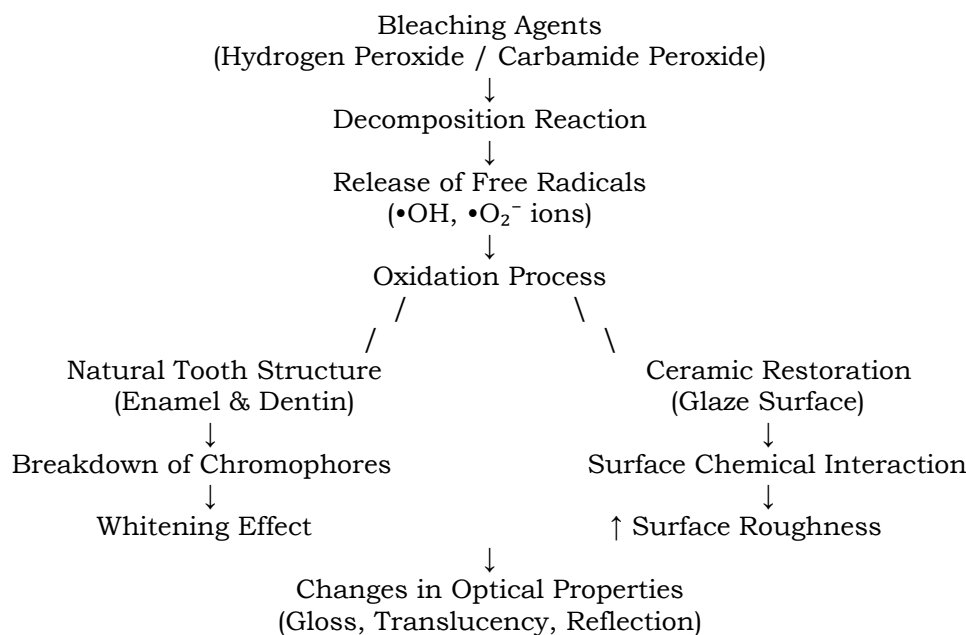 Bleaching Agents
(Hydrogen Peroxide / Carbamide Peroxide)
↓
Decomposition Reaction
↓
Release of Free Radicals
(•OH, •O₂⁻ ions)
↓
Oxidation Process
/ \
/ \
Natural Tooth Structure Ceramic Restoration
(Enamel & Dentin) (Glaze Surface)
↓ ↓
Breakdown of Chromophores Surface Chemical Interaction
↓ ↓
Whitening Effect ↑ Surface Roughness
↓
Changes in Optical Properties
(Gloss, Translucency, Reflection)